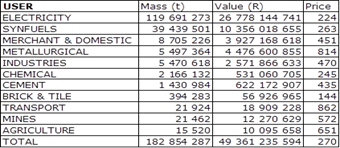 USER Mass (t) Value (R) Price
ELECTRICITY 119 691 273 26 778 144 741 224
SYNFUELS 39 439 501 10 356 018 655 263
MERCHANT & DOMESTIC 8 705 226 3 927 168 618 451
METALLURGICAL 5 497 364 4 476 600 855 814
INDUSTRIES 5 470 618 2 571 866 633 470
CHEMICAL 2 166 132 531 060 705 245
CEMENT 1 430 984 622 172 907 435
BRICK & TILE 394 283 56 926 965 144
TRANSPORT 21 924 18 909 228 862
MINES 21 462 12 270 629 572
AGRICULTURE 15 520 10 095 658 651
TOTAL 182 854 287 49 361 235 594 270